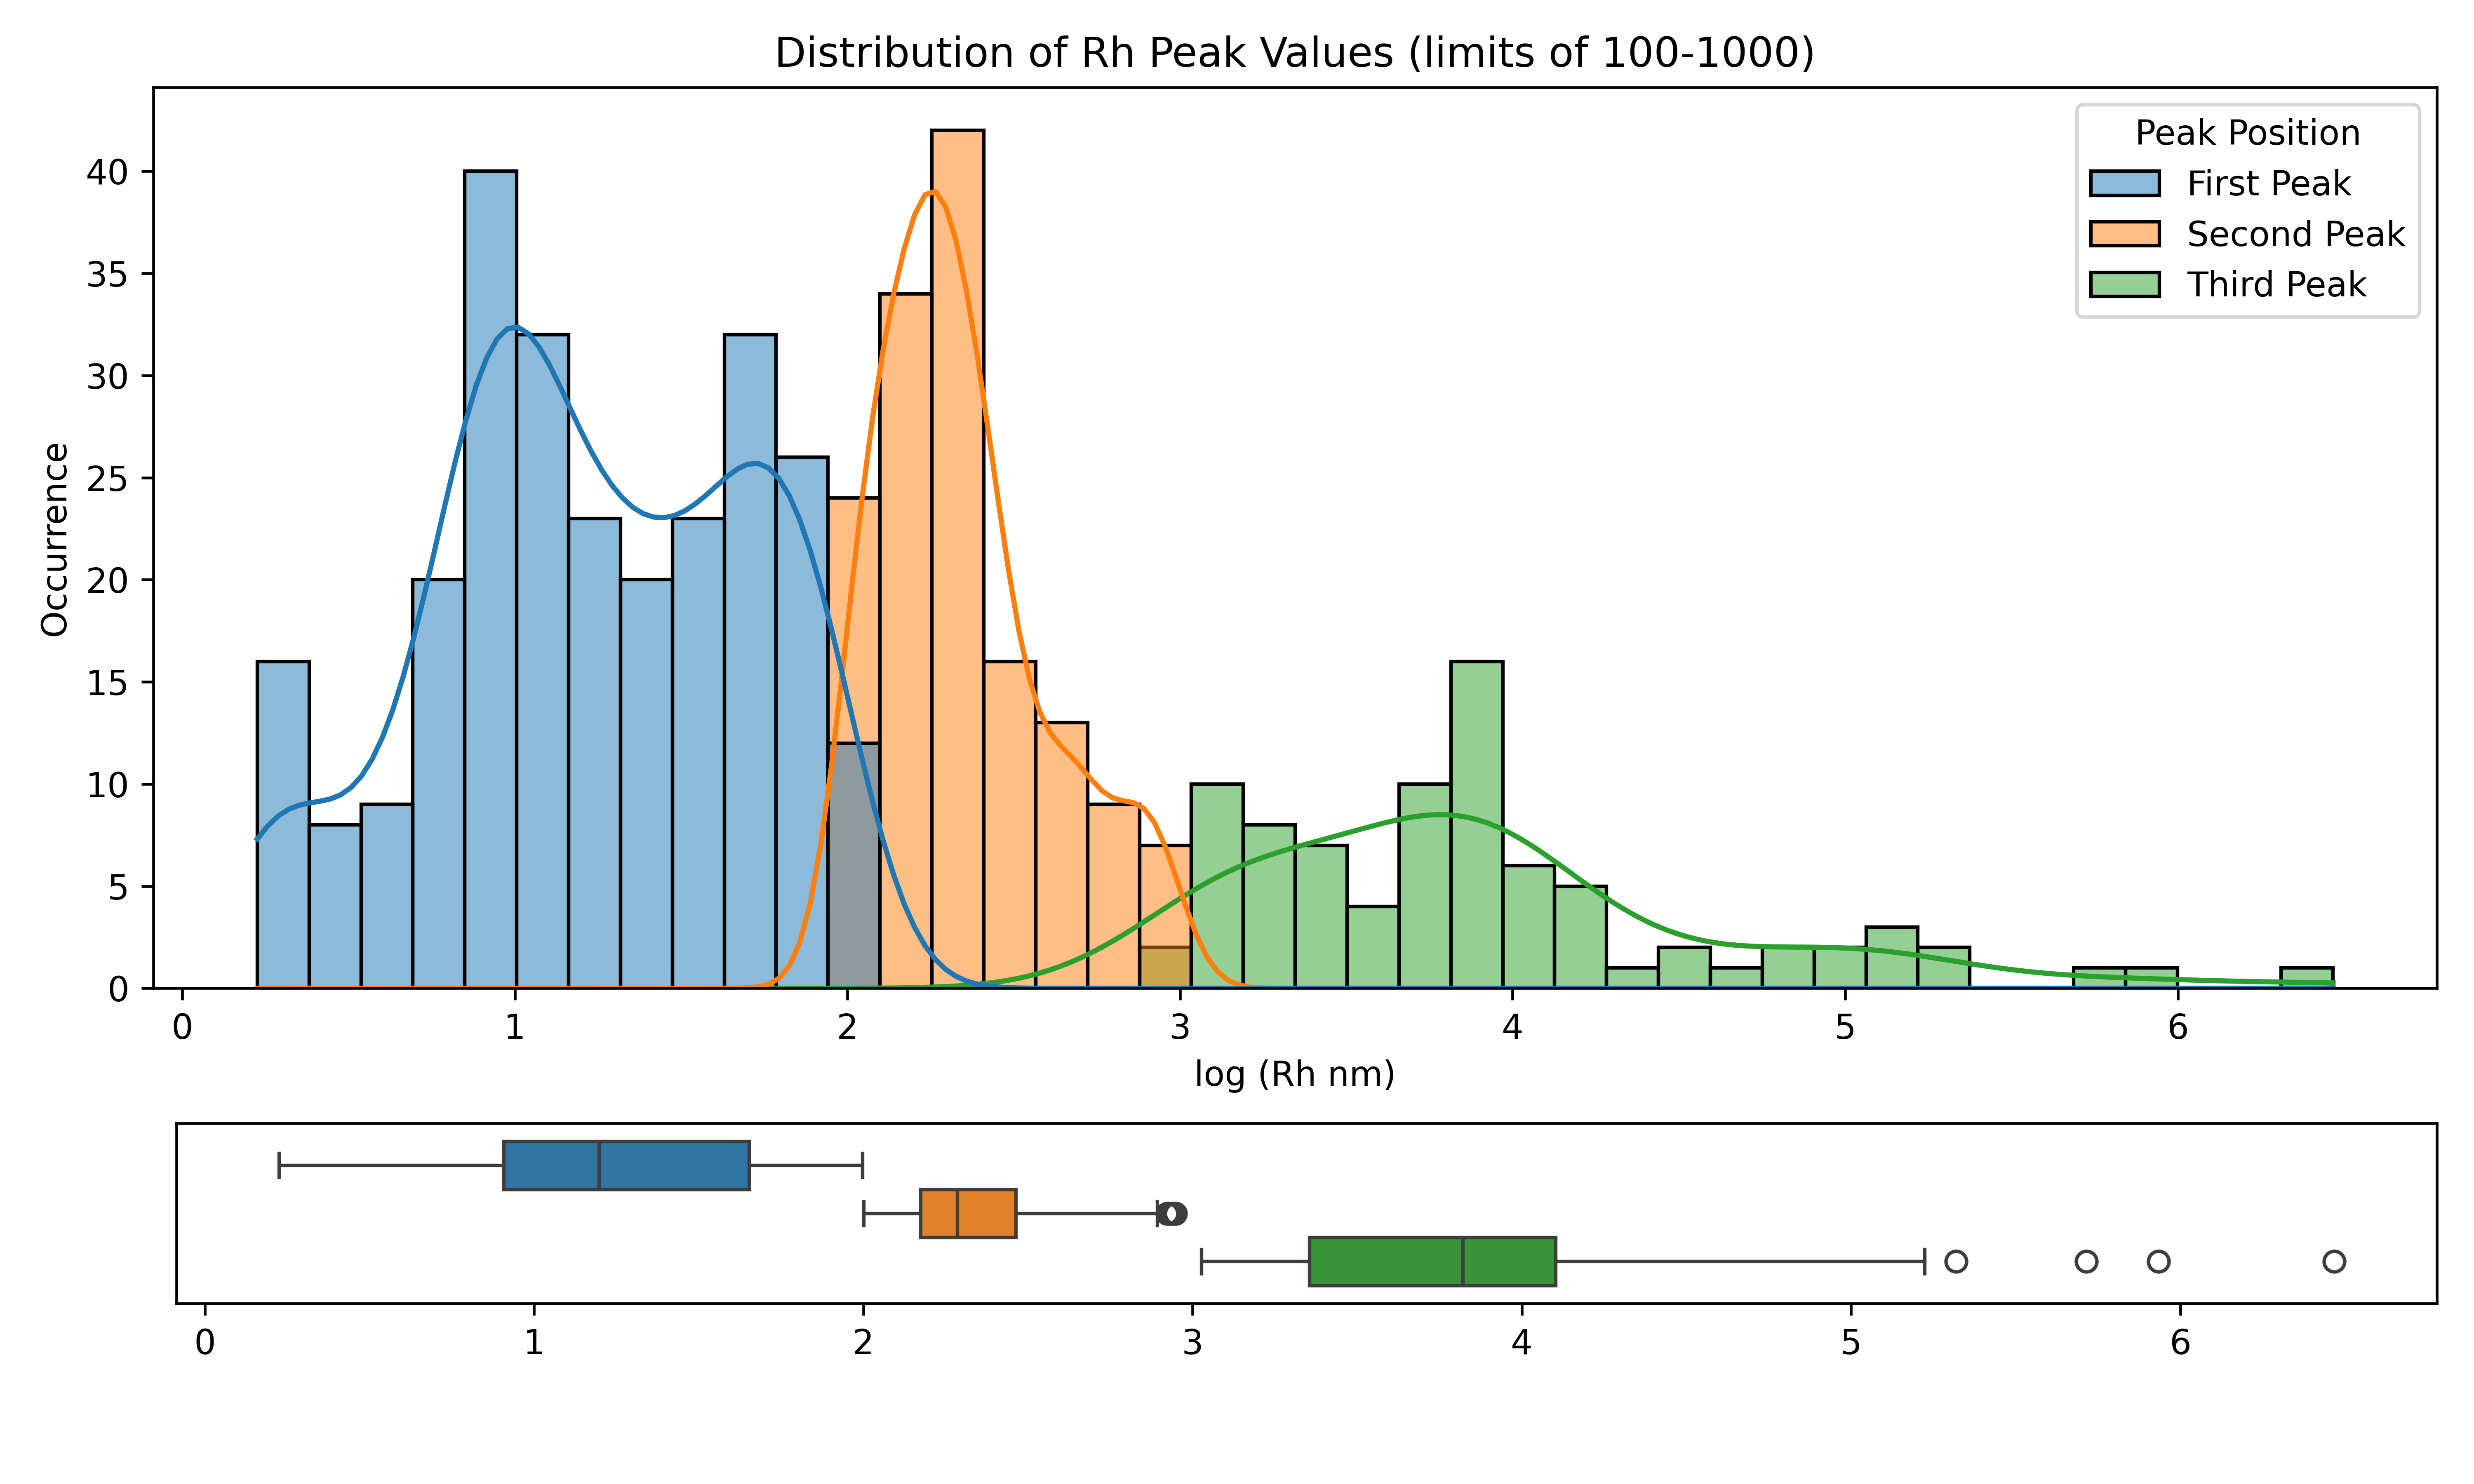 Distribution of Rh Peak Values (limits of 100-1000)
Peak Position
First Peak
Second Peak
Third Peak
Occurrence
40
35
30
25
20
15
10
5
0
0 1 2 3 4 5 6
log (Rh nm)
0 1 2 3 4 5 6